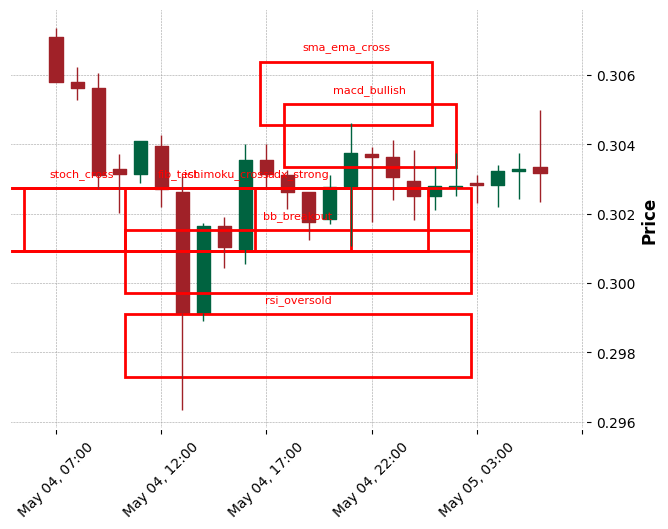 sma_ema_cross
0.306
macd_bullish
0.304
stoch_cross
ichimoku_cross
strong
0.302
Price
rsi_oversold
0.300
0.298
0.296
May 04, 07:00
May 04, 12:00
May 04, 17:00
May 04, 22:00
May 05, 03:00